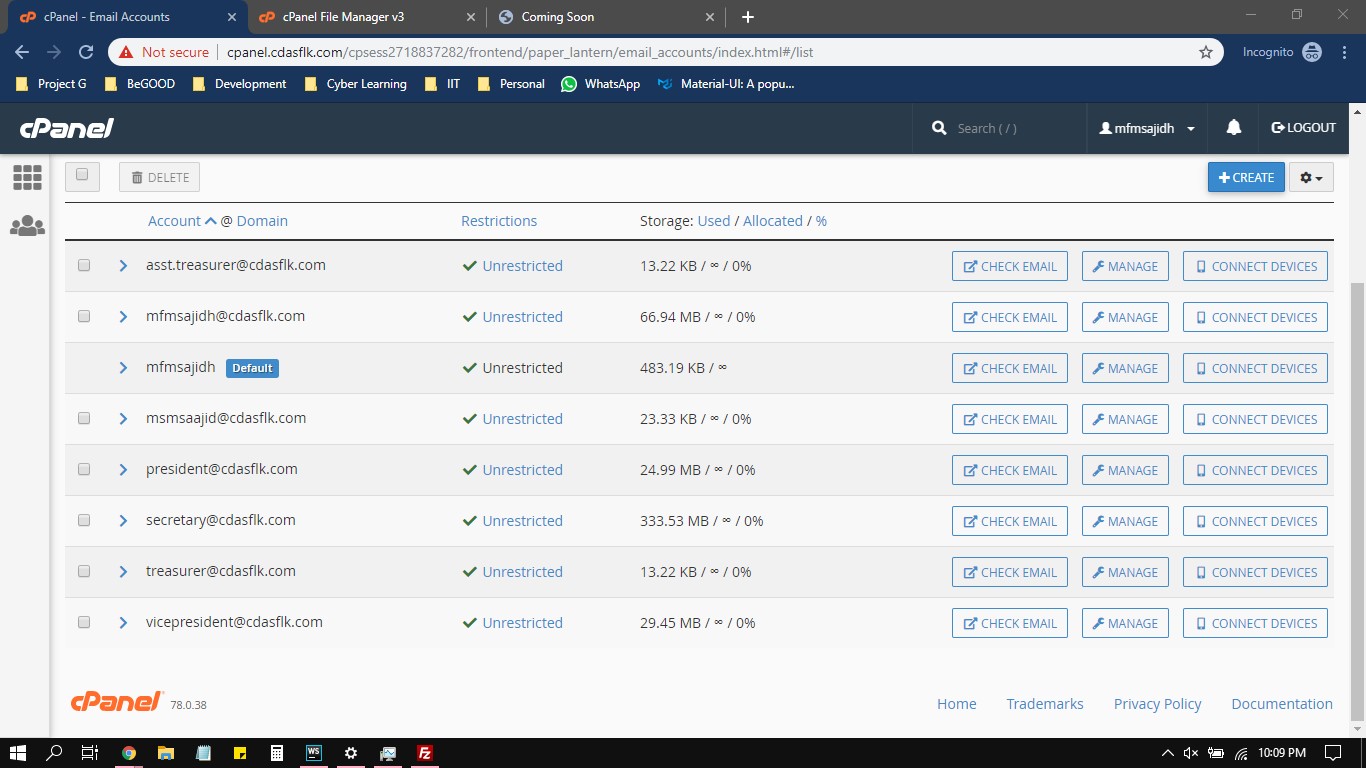 cPanel - Email Accounts
cPanel File Manager v3
Coming Soon
Not secure | cpanel.cdasflk.com/cpsess2718837282/frontend/paper_lantern/email_accounts/index.html#/list
Incognito
Project G
BeGOOD
Development
Cyber Learning
IIT
Personal
WhatsApp
Material-UI: A popu...
cPanel
Search ( / )
mfmsajidh
LOGOUT
DELETE
CREATE
Account @ Domain
Restrictions
Storage: Used / Allocated / %
asst.treasurer@cdasflk.com Unrestricted 13.22 KB / ∞ / 0% CHECK EMAIL MANAGE CONNECT DEVICES
mfmsajidh@cdasflk.com Unrestricted 66.94 MB / ∞ / 0% CHECK EMAIL MANAGE CONNECT DEVICES
mfmsajidh Default Unrestricted 483.19 KB / ∞ CHECK EMAIL MANAGE CONNECT DEVICES
msmsaajid@cdasflk.com Unrestricted 23.33 KB / ∞ / 0% CHECK EMAIL MANAGE CONNECT DEVICES
president@cdasflk.com Unrestricted 24.99 MB / ∞ / 0% CHECK EMAIL MANAGE CONNECT DEVICES
secretary@cdasflk.com Unrestricted 333.53 MB / ∞ / 0% CHECK EMAIL MANAGE CONNECT DEVICES
treasurer@cdasflk.com Unrestricted 13.22 KB / ∞ / 0% CHECK EMAIL MANAGE CONNECT DEVICES
vicepresident@cdasflk.com Unrestricted 29.45 MB / ∞ / 0% CHECK EMAIL MANAGE CONNECT DEVICES
cPanel 78.0.38
Home
Trademarks
Privacy Policy
Documentation
WS
FZ
10:09 PM